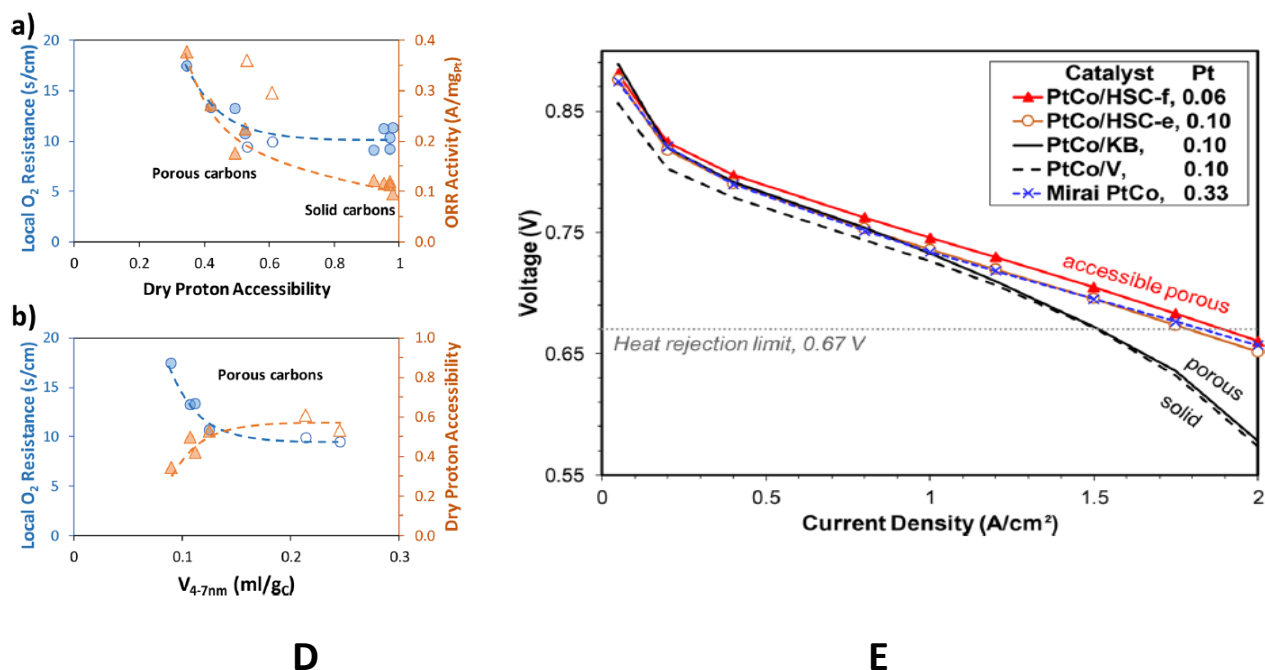 a)
20
15
10
5
0
Local O₂ Resistance (s/cm)
0.4
0.3
0.2
0.1
0.0
ORR Activity (A/mgPt)
Porous carbons
Solid carbons
0 0.2 0.4 0.6 0.8 1
Dry Proton Accessibility
b)
20
15
10
5
0
Local O₂ Resistance (s/cm)
1.0
0.8
0.6
0.4
0.2
0.0
Dry Proton Accessibility
Porous carbons
0 0.1 0.2 0.3
V4-7nm (ml/gC)
D
0.85
0.75
0.65
0.55
Voltage (V)
Catalyst Pt
PtCo/HSC-f, 0.06
PtCo/HSC-e, 0.10
PtCo/KB, 0.10
PtCo/V, 0.10
Mirai PtCo, 0.33
accessible porous
Heat rejection limit, 0.67 V
porous
solid
0 0.5 1 1.5 2
Current Density (A/cm²)
E